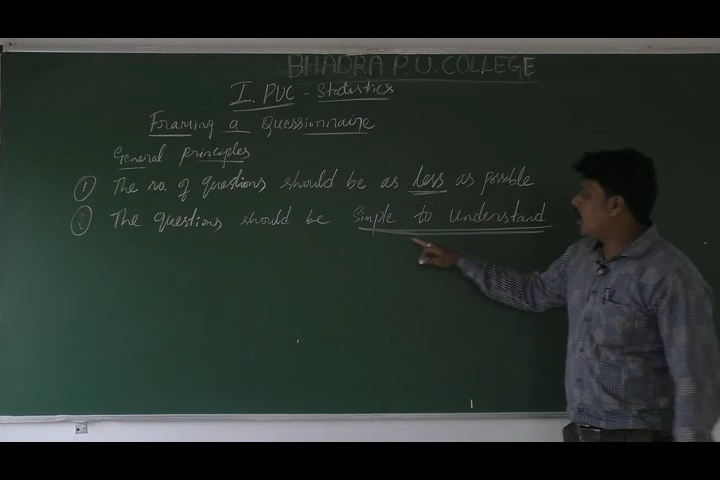 BHADRA P.U. COLLEGE
I. PUC - Statistics
Framing a Questionnaire
General principles
① The no. of questions should be as less as possible
② The questions should be Simple to understand